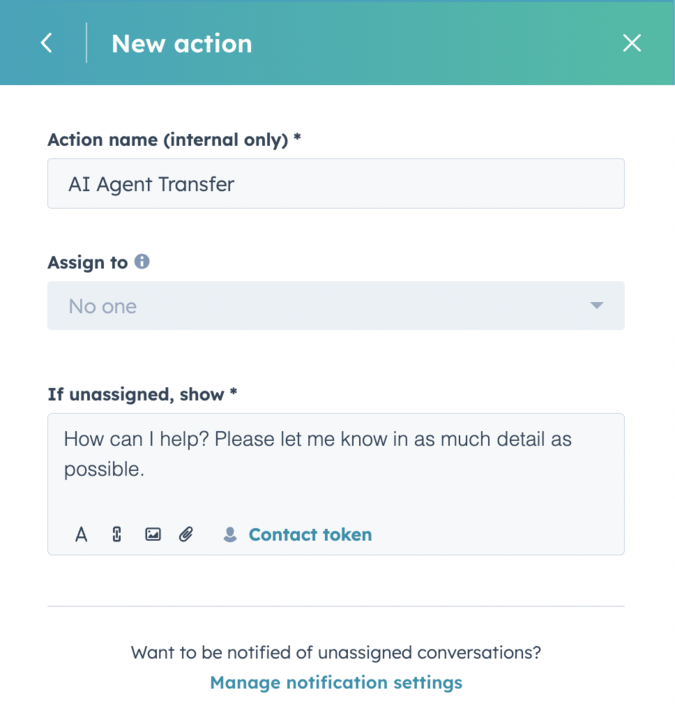 New action
Action name (internal only) *
AI Agent Transfer
Assign to
No one
If unassigned, show *
How can I help? Please let me know in as much detail as
possible.
A Contact token
Want to be notified of unassigned conversations?
Manage notification settings